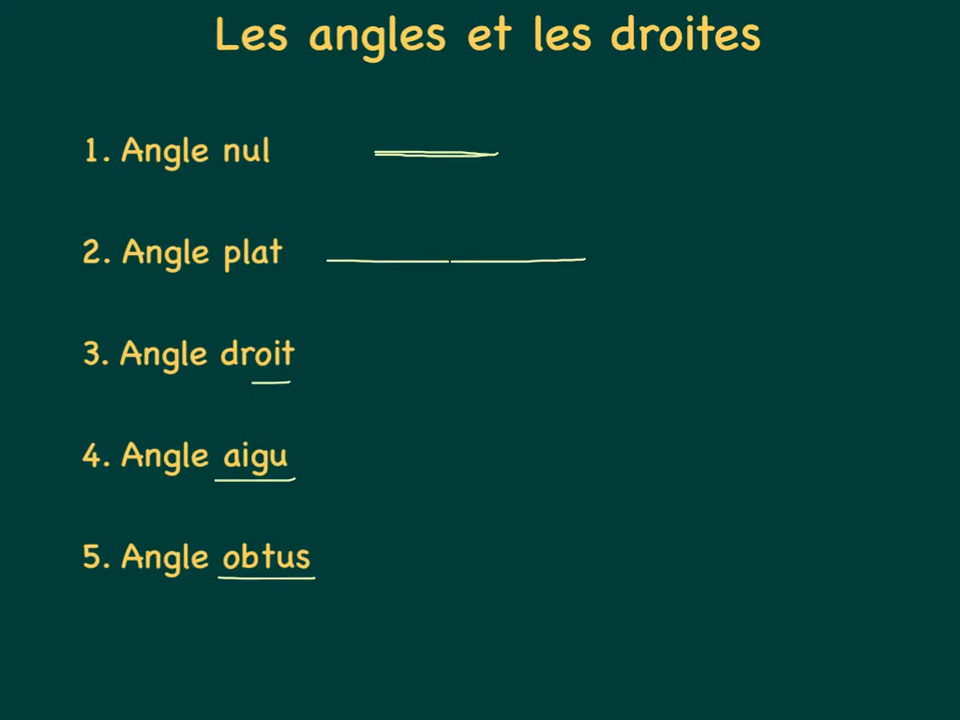 Les angles et les droites
1. Angle nul
2. Angle plat
3. Angle droit
4. Angle aigu
5. Angle obtus